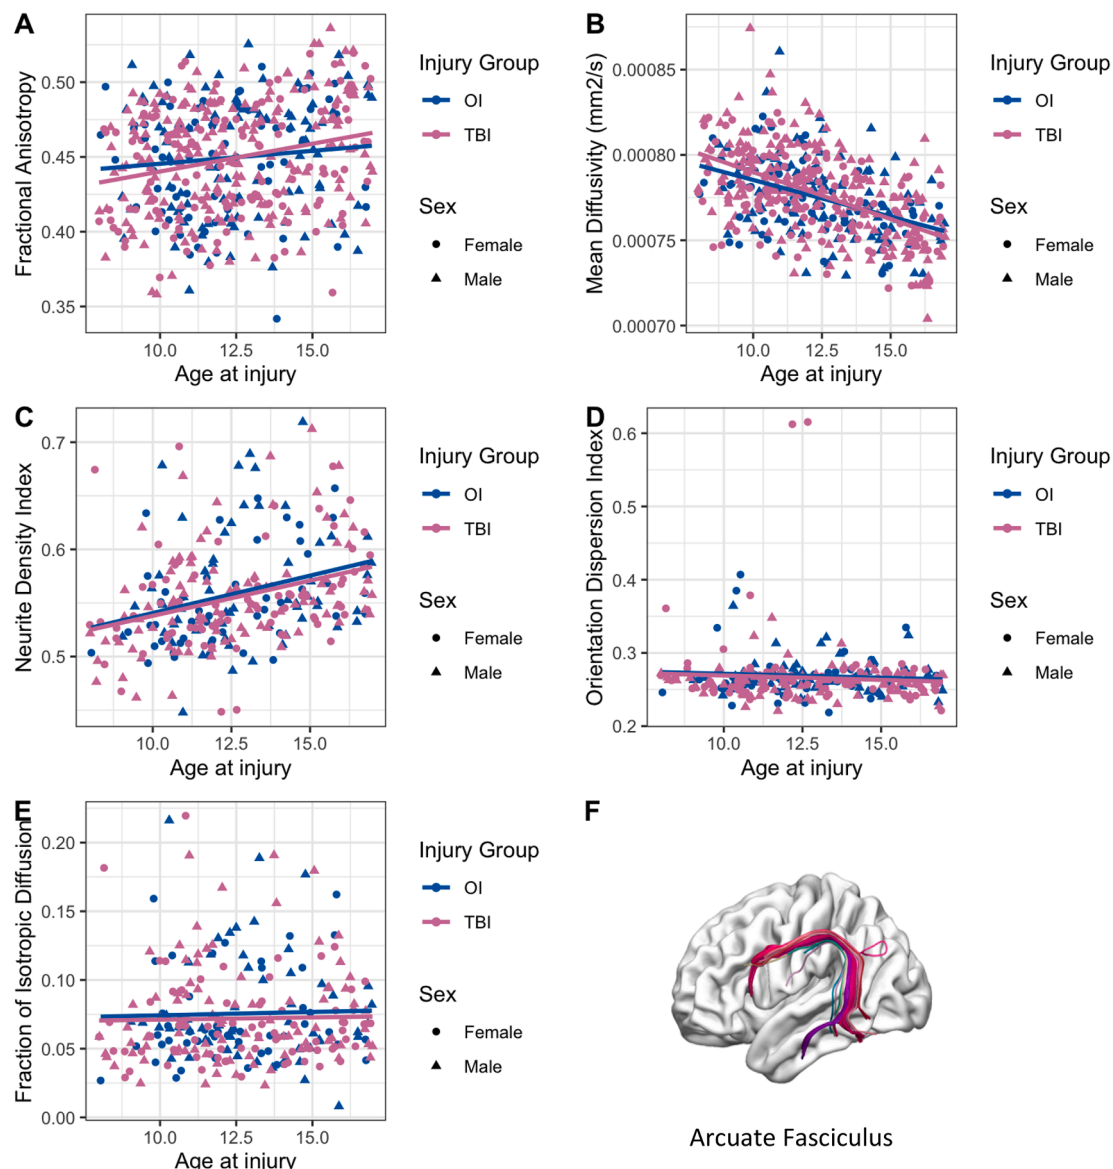 A
Fractional Anisotropy
0.50
0.45
0.40
0.35
10.0 12.5 15.0
Age at injury
Injury Group
OI
TBI
Sex
Female
Male
B
Mean Diffusivity (mm2/s)
0.00085
0.00080
0.00075
0.00070
10.0 12.5 15.0
Age at injury
Injury Group
OI
TBI
Sex
Female
Male
C
Neurite Density Index
0.7
0.6
0.5
10.0 12.5 15.0
Age at injury
Injury Group
OI
TBI
Sex
Female
Male
D
Orientation Dispersion Index
0.6
0.5
0.4
0.3
0.2
10.0 12.5 15.0
Age at injury
Injury Group
OI
TBI
Sex
Female
Male
E
Fraction of Isotropic Diffusion
0.20
0.15
0.10
0.05
0.00
10.0 12.5 15.0
Age at injury
Injury Group
OI
TBI
Sex
Female
Male
F
Arcuate Fasciculus